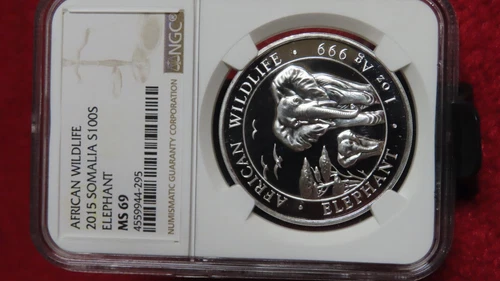 NGC
AFRICAN WILDLIFE
2015 SOMALIA S100S
ELEPHANT
MS 69
4559944-295
NUMISMATIC GUARANTY CORPORATION
AFRICAN WILDLIFE • 1 OZ Ag 999 •
ELEPHANT